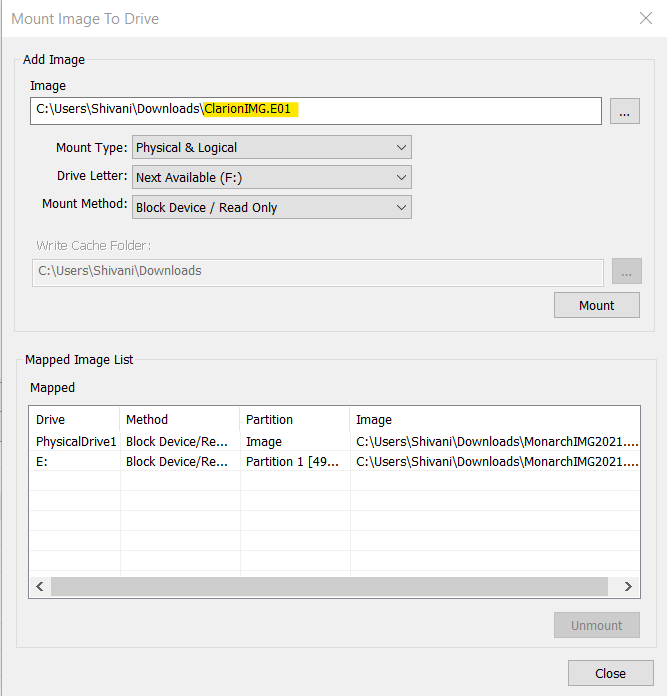 Mount Image To Drive
Add Image
Image
C:\Users\Shivani\Downloads\ClarionIMG.E01
...
Mount Type: Physical & Logical
Drive Letter: Next Available (F:)
Mount Method: Block Device / Read Only
Write Cache Folder:
C:\Users\Shivani\Downloads
...
Mount
Mapped Image List
Mapped
Drive Method Partition Image
PhysicalDrive1 Block Device/Re... Image C:\Users\Shivani\Downloads\MonarchIMG2021....
E: Block Device/Re... Partition 1 [49... C:\Users\Shivani\Downloads\MonarchIMG2021....
Unmount
Close